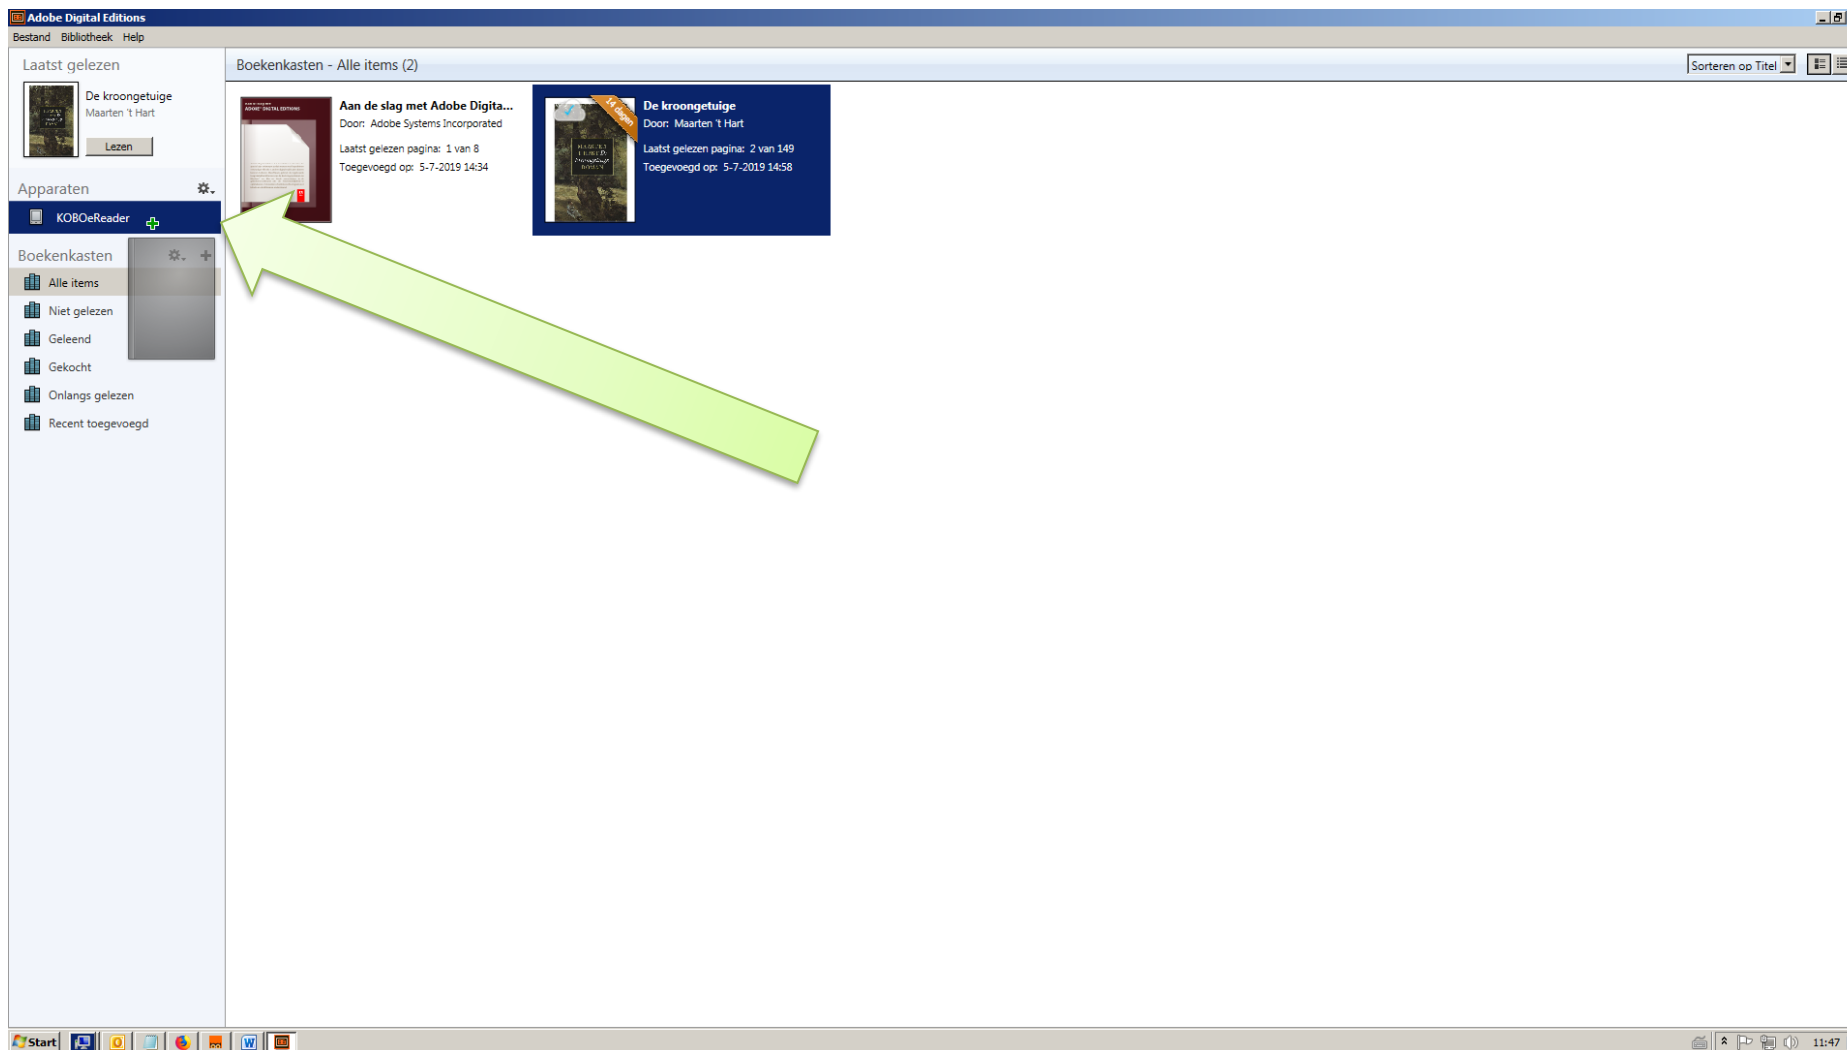 Adobe Digital Editions
Bestand Bibliotheek Help
Laatst gelezen
De kroongetuige
Maarten 't Hart
Lezen
Apparaten
KOBOeReader
Boekenkasten
Alle items
Niet gelezen
Geleend
Gekocht
Onlangs gelezen
Recent toegevoegd
Boekenkasten - Alle items (2)
Sorteren op Titel
ADOBE® DIGITAL EDITIONS
Aan de slag met Adobe Digita...
Door: Adobe Systems Incorporated
Laatst gelezen pagina: 1 van 8
Toegevoegd op: 5-7-2019 14:34
14 dagen
De kroongetuige
Door: Maarten 't Hart
Laatst gelezen pagina: 2 van 149
Toegevoegd op: 5-7-2019 14:58
Start
11:47